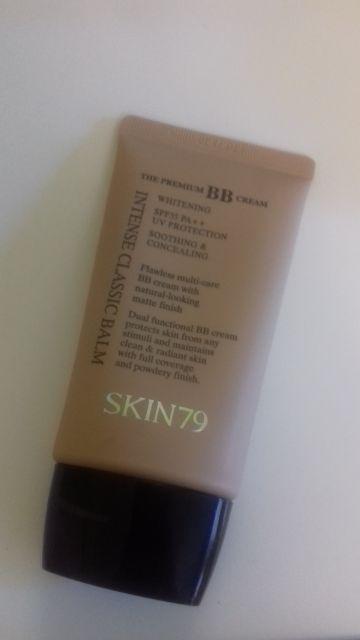 THE PREMIUM BB CREAM
WHITENING
SPF35 PA++
UV PROTECTION
SOOTHING &
CONCEALING
INTENSE CLASSIC BALM
Flawless multi-care
BB cream with
natural-looking
matte finish
Dual functional BB cream
protects skin from any
stimuli and maintains
clean & radiant skin
with full coverage
and powdery finish.
SKIN79